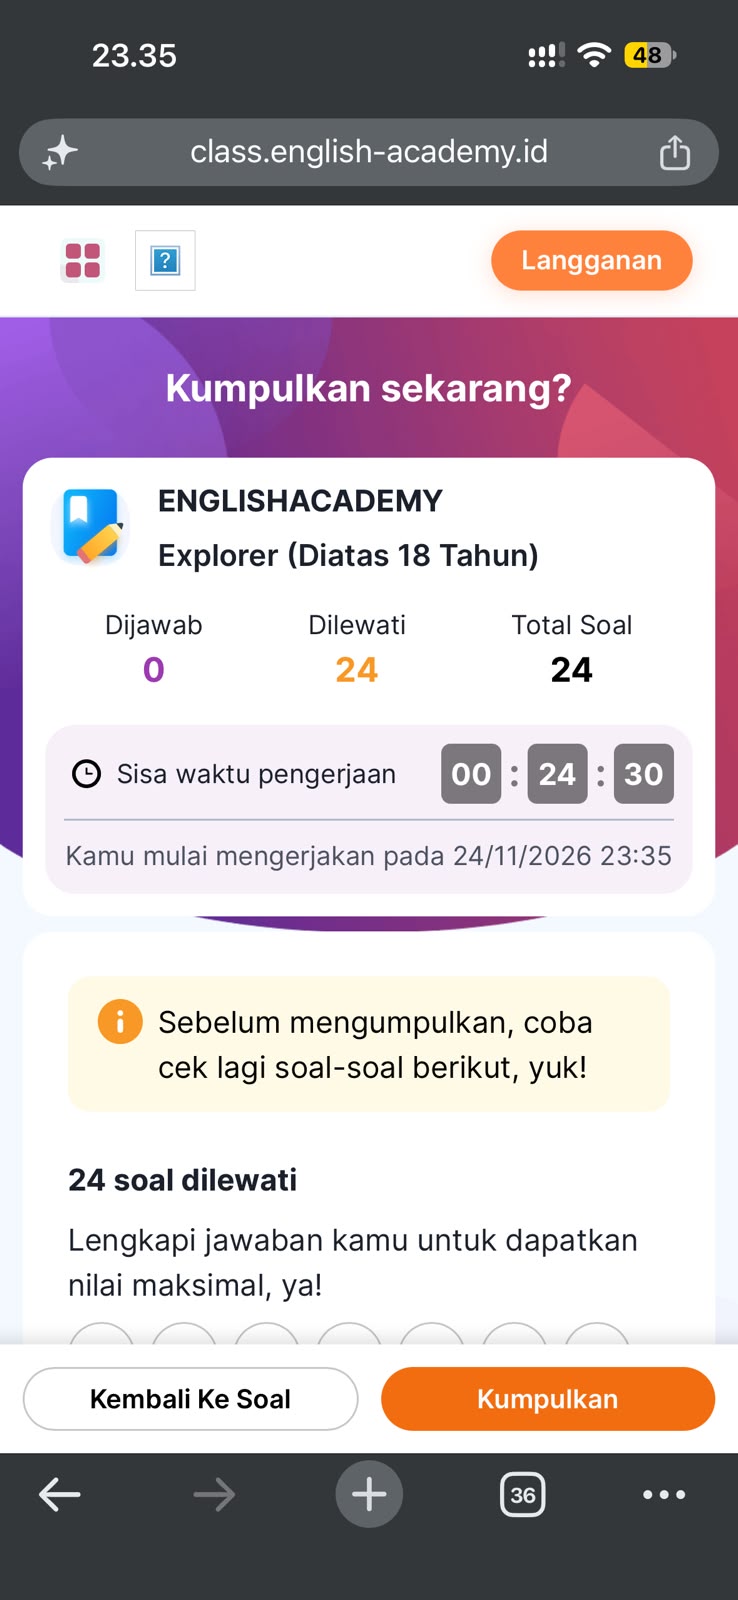 23.35
48
class.english-academy.id
?
Langganan
Kumpulkan sekarang?
ENGLISHACADEMY
Explorer (Diatas 18 Tahun)
Dijawab Dilewati Total Soal
0 24 24
Sisa waktu pengerjaan 00 : 24 : 30
Kamu mulai mengerjakan pada 24/11/2026 23:35
Sebelum mengumpulkan, coba
cek lagi soal-soal berikut, yuk!
24 soal dilewati
Lengkapi jawaban kamu untuk dapatkan
nilai maksimal, ya!
Kembali Ke Soal Kumpulkan
36